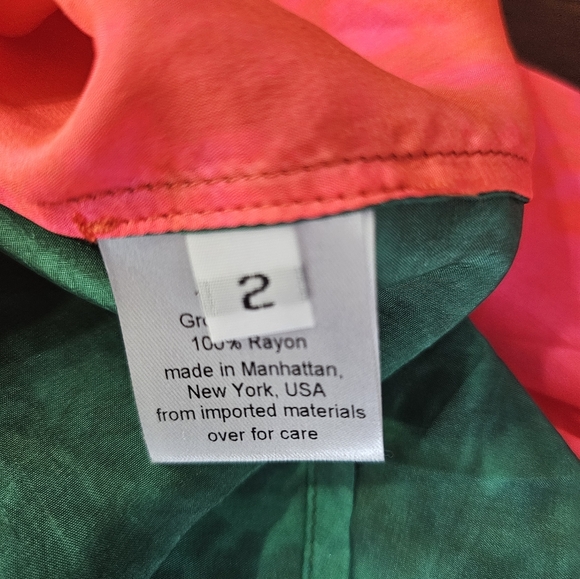 2
100% Rayon
made in Manhattan,
New York, USA
from imported materials
over for care